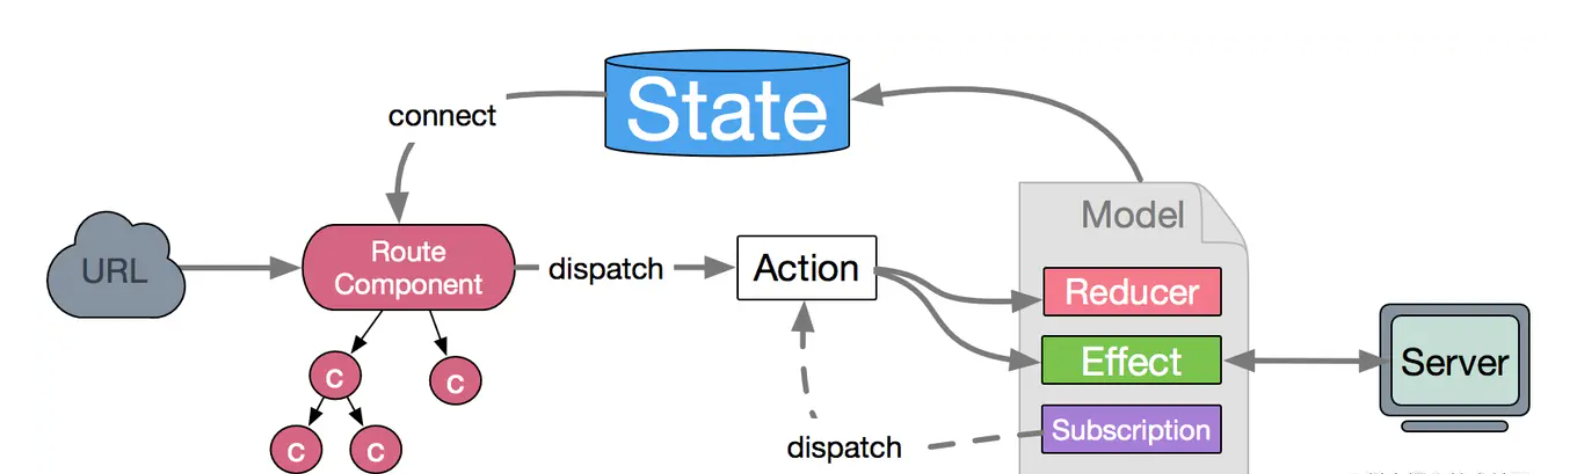 State
connect
Model
URL
Route
Component
dispatch
Action
Reducer
Effect
Server
Subscription
dispatch
C
C
C
C